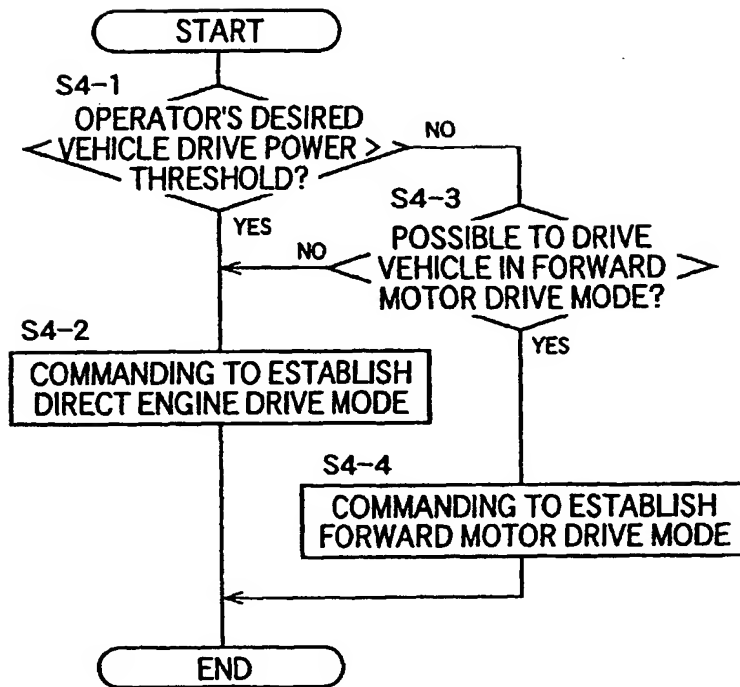 START
S4-1
OPERATOR'S DESIRED
VEHICLE DRIVE POWER >
THRESHOLD?
NO
YES
S4-3
POSSIBLE TO DRIVE
VEHICLE IN FORWARD
MOTOR DRIVE MODE?
NO
YES
S4-2
COMMANDING TO ESTABLISH
DIRECT ENGINE DRIVE MODE
S4-4
COMMANDING TO ESTABLISH
FORWARD MOTOR DRIVE MODE
END